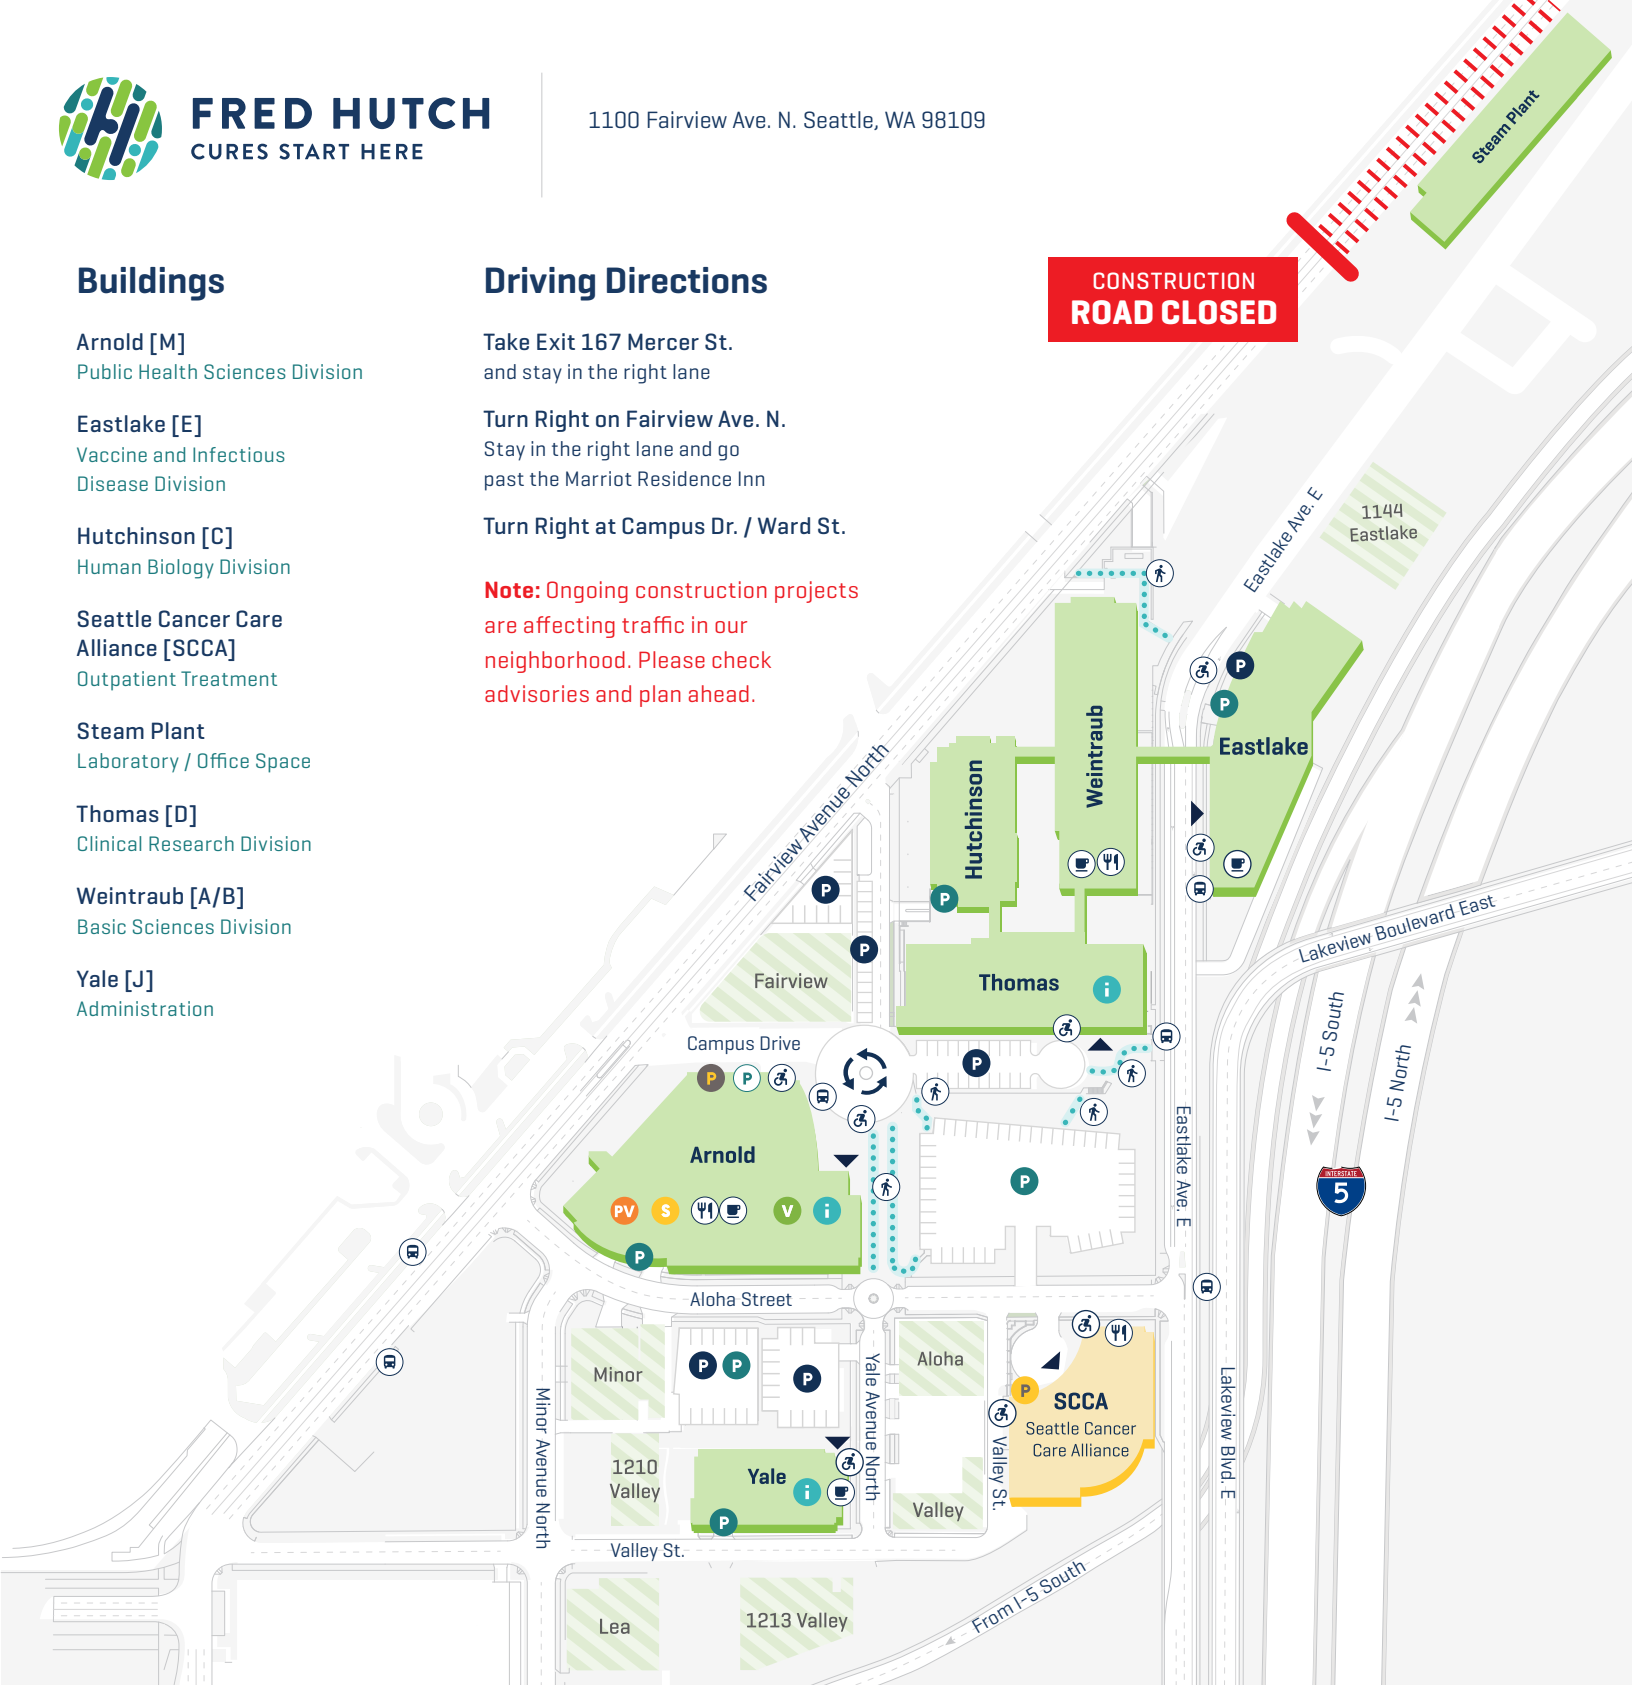 FRED HUTCH
CURES START HERE
1100 Fairview Ave. N. Seattle, WA 98109
Buildings
Arnold [M]
Public Health Sciences Division
Eastlake [E]
Vaccine and Infectious
Disease Division
Hutchinson [C]
Human Biology Division
Seattle Cancer Care
Alliance [SCCA]
Outpatient Treatment
Steam Plant
Laboratory / Office Space
Thomas [D]
Clinical Research Division
Weintraub [A/B]
Basic Sciences Division
Yale [J]
Administration
Driving Directions
Take Exit 167 Mercer St.
and stay in the right lane
Turn Right on Fairview Ave. N.
Stay in the right lane and go
past the Marriot Residence Inn
Turn Right at Campus Dr. / Ward St.
Note: Ongoing construction projects
are affecting traffic in our
neighborhood. Please check
advisories and plan ahead.
CONSTRUCTION
ROAD CLOSED
Steam Plant
1144
Eastlake
Eastlake Ave. E
P
P
Eastlake
Weintraub
Hutchinson
P
Fairview Avenue North
P
P
Fairview
Thomas
i
Lakeview Boulevard East
I-5 South
I-5 North
INTERSTATE
5
Campus Drive
P
P
P
Arnold
PV
S
V
i
P
P
Eastlake Ave. E
Aloha Street
Minor
P
P
P
Aloha
Yale Avenue North
Minor Avenue North
P
SCCA
Seattle Cancer
Care Alliance
Valley St.
Lakeview Blvd. E
1210
Valley
Yale
i
P
Valley
Valley St.
From I-5 South
Lea
1213 Valley